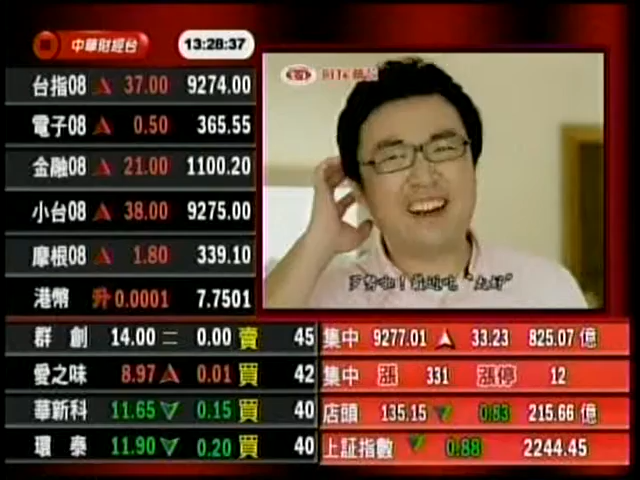 中華財經台 13:28:37
台指08 37.00 9274.00
電子08 0.50 365.55
金融08 21.00 1100.20
小台08 38.00 9275.00
摩根08 1.80 339.10
港幣 升0.0001 7.7501
群創 14.00 0.00 賣 45
愛之味 8.97 0.01 買 42
華新科 11.65 0.15 買 40
環泰 11.90 0.20 買 40
集中 9277.01 33.23 825.07億
集中 漲 331 漲停 12
店頭 135.15 0.83 215.66億
上証指數 0.88 2244.45